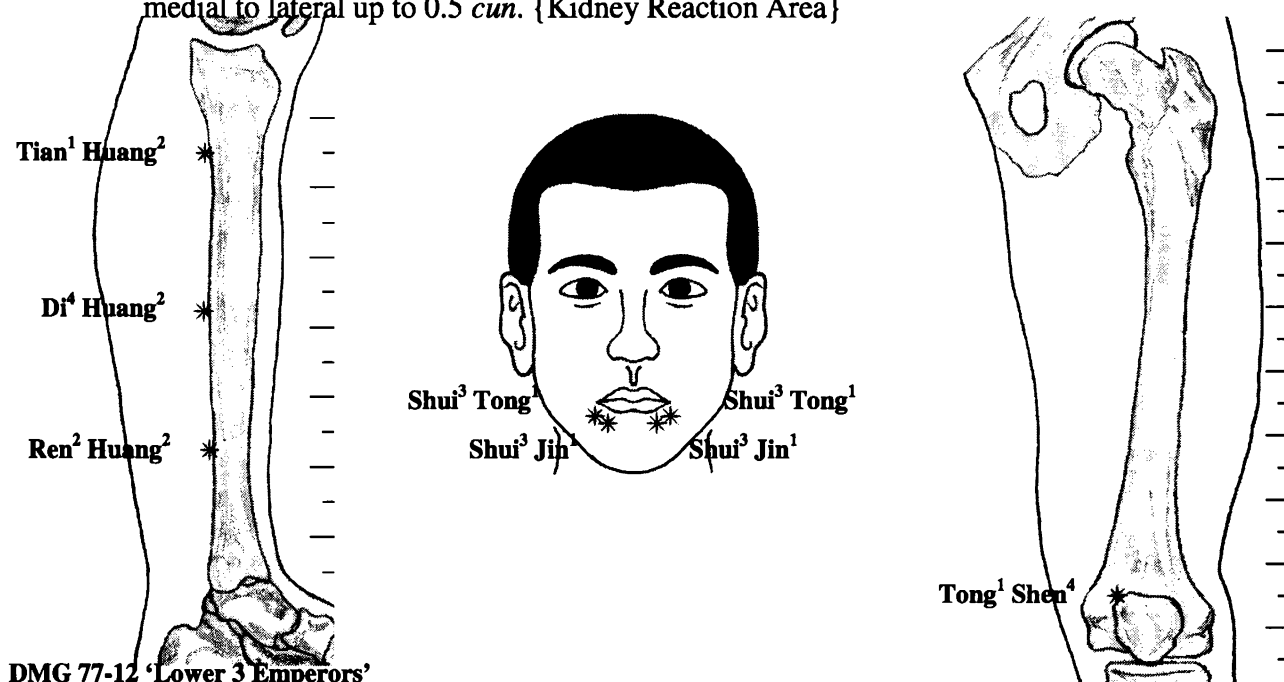 medial to lateral up to 0.5 cun. {Kidney Reaction Area}
Tian¹ Huang²
Di⁴ Huang²
Ren² Huang²
Shui³ Tong¹
Shui³ Tong¹
Shui³ Jin¹
Shui³ Jin¹
Tong¹ Shen⁴
DMG 77-12 ‘Lower 3 Emperors’